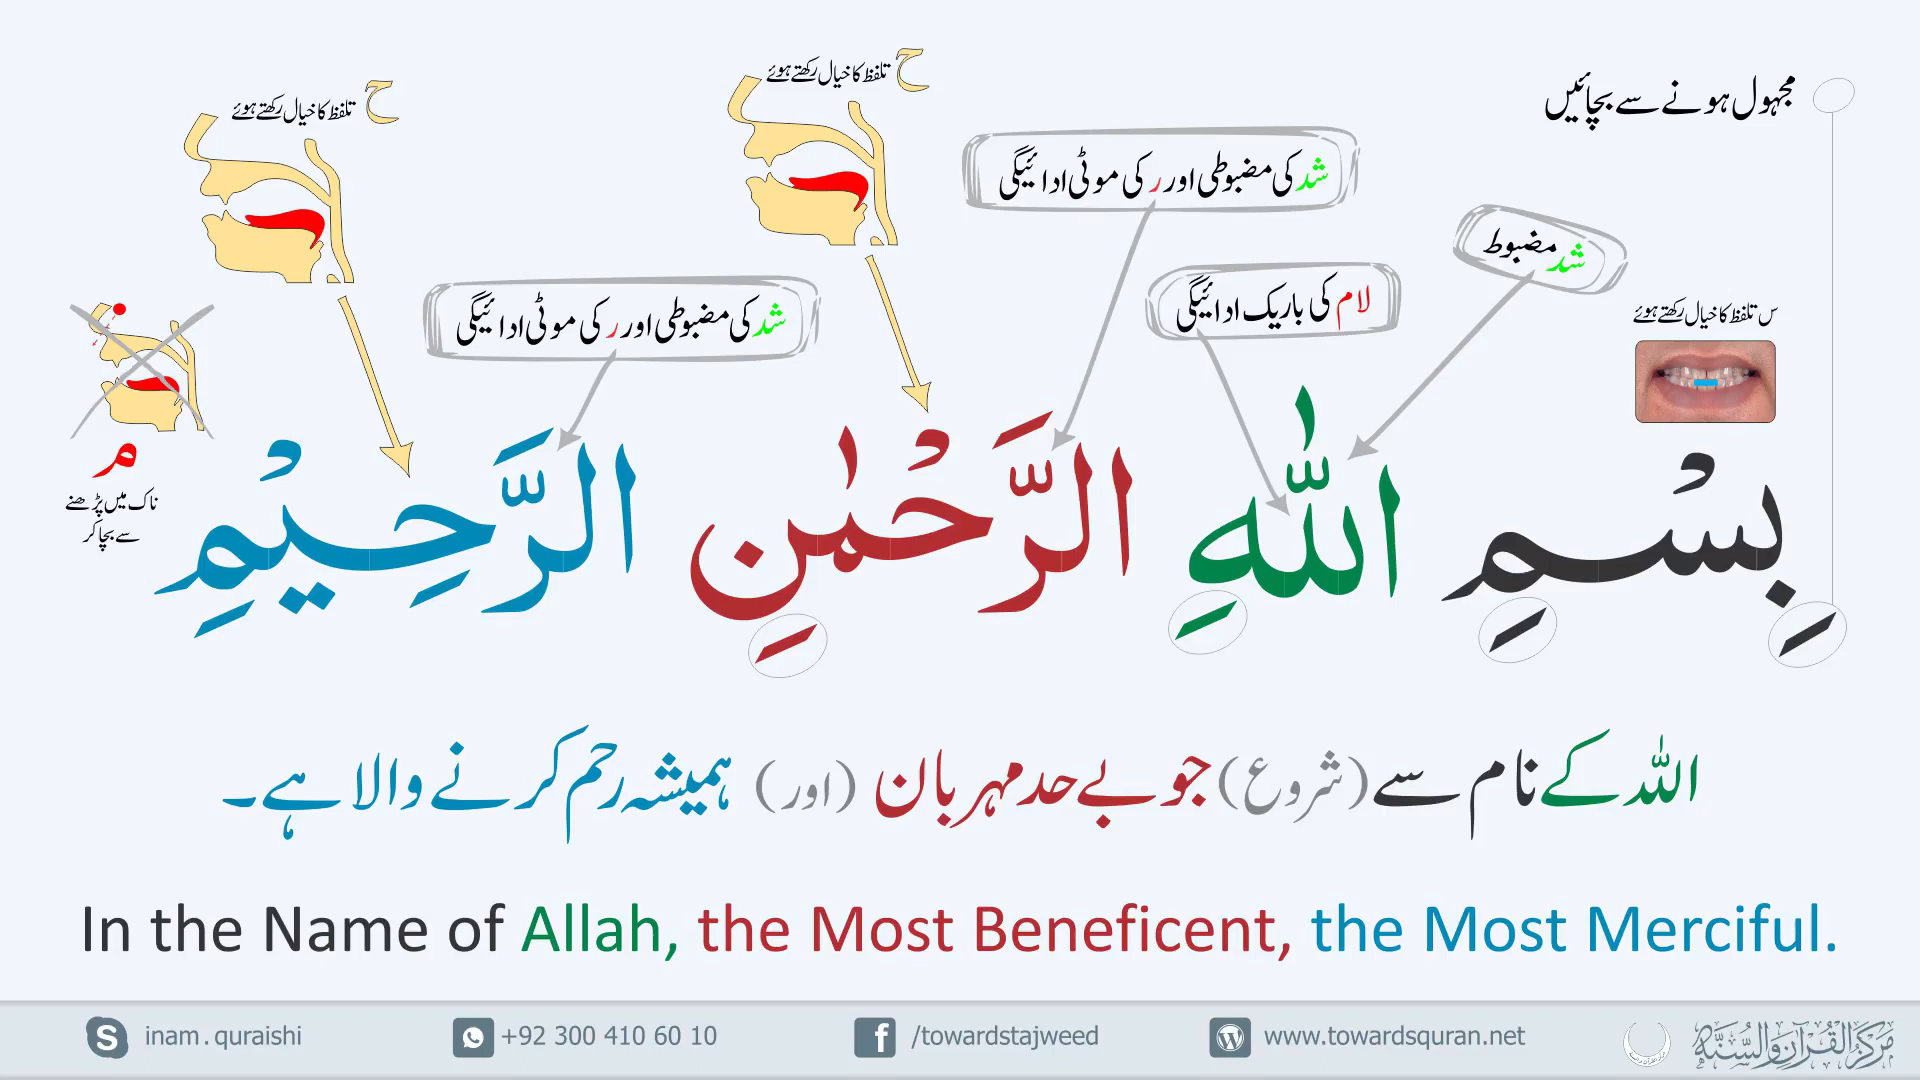 مجہول ہونے سے بچائیں
ح تلفظ کا خیال رکھتے ہوئے
ح تلفظ کا خیال رکھتے ہوئے
شد کی مضبوطی اور ر کی موٹی ادائیگی
شد مضبوط
لام کی باریک ادائیگی
شد کی مضبوطی اور ر کی موٹی ادائیگی
س تلفظ کا خیال رکھتے ہوئے
م
ناک میں پڑھنے
سے بچا کر
بِسْمِ اللّٰهِ الرَّحْمٰنِ الرَّحِيْمِ
اللہ کے نام سے (شروع) جو بے حد مہربان (اور) ہمیشہ رحم کرنے والا ہے۔
In the Name of Allah, the Most Beneficent, the Most Merciful.
inam.quraishi +92 300 410 60 10 /towardstajweed www.towardsquran.net مَركَزُ القُرآنِ وَالسُّنَّة